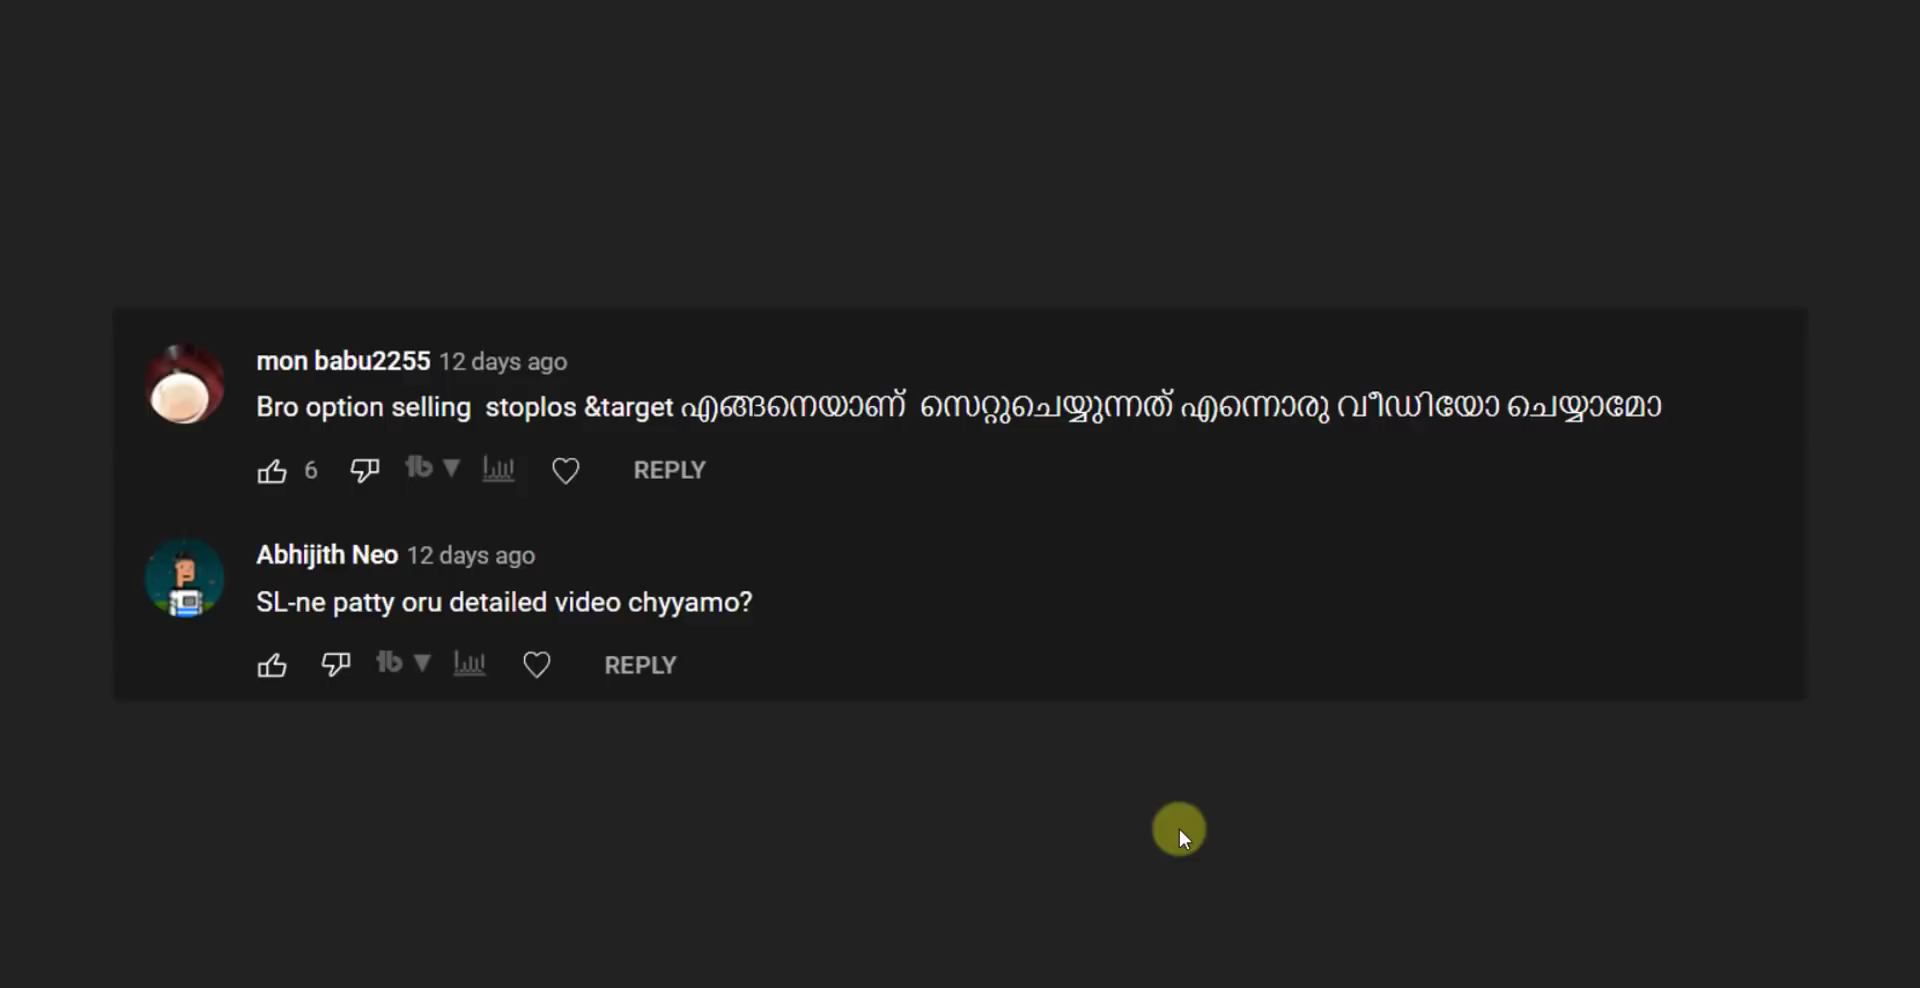 mon babu2255 12 days ago
Bro option selling stoplos &target എങ്ങനെയാണ് സെറ്റുചെയ്യുന്നത് എന്നൊരു വീഡിയോ ചെയ്യാമോ
6 REPLY
Abhijith Neo 12 days ago
SL-ne patty oru detailed video chyyamo?
REPLY